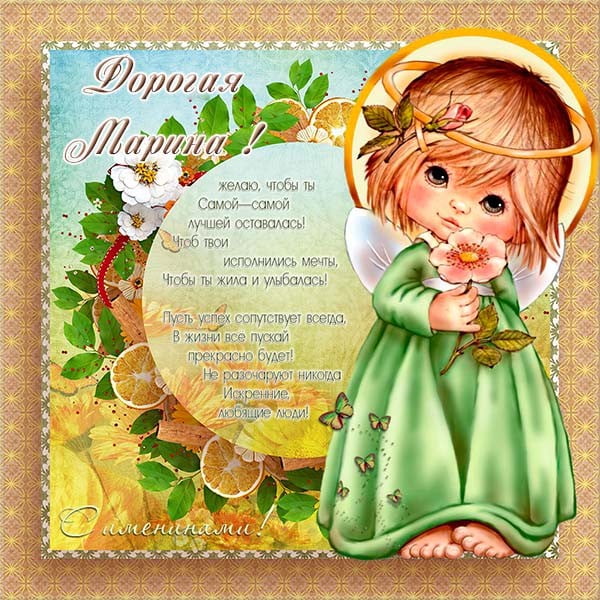 Дорогая
Марина !
желаю, чтобы ты
Самой—самой
лучшей оставалась!
Чтоб твои
исполнились мечты,
Чтобы ты жила и улыбалась!
Пусть успех сопутствует всегда,
В жизни всё пускай
прекрасно будет!
Не разочаруют никогда
Искренние,
любящие люди!
С именинами!